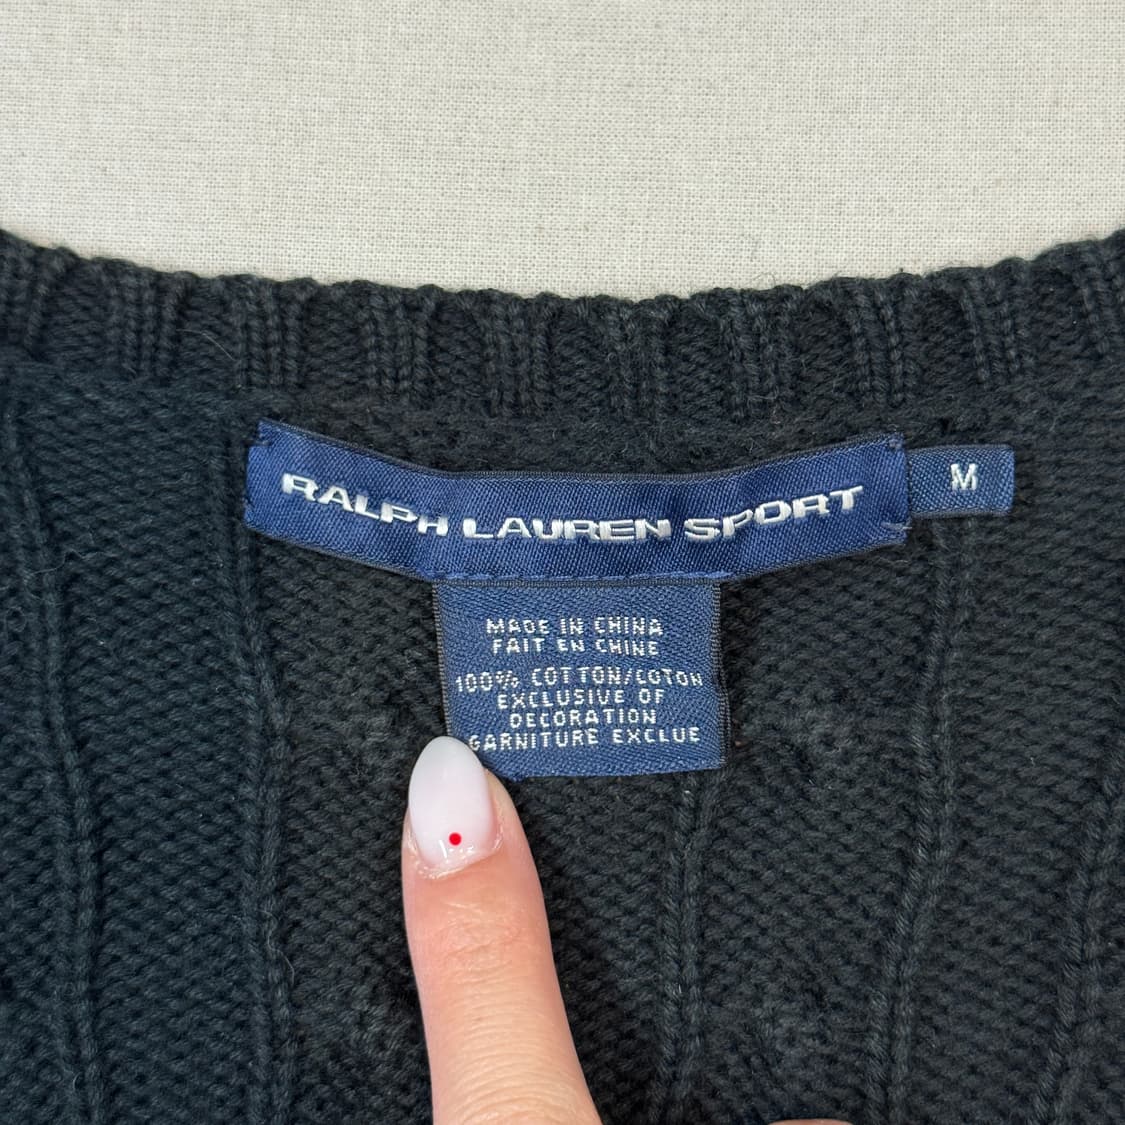 RALPH LAUREN SPORT
M
MADE IN CHINA
FAIT EN CHINE
100% COTTON/COTON
EXCLUSIVE OF
DECORATION
GARNITURE EXCLUE